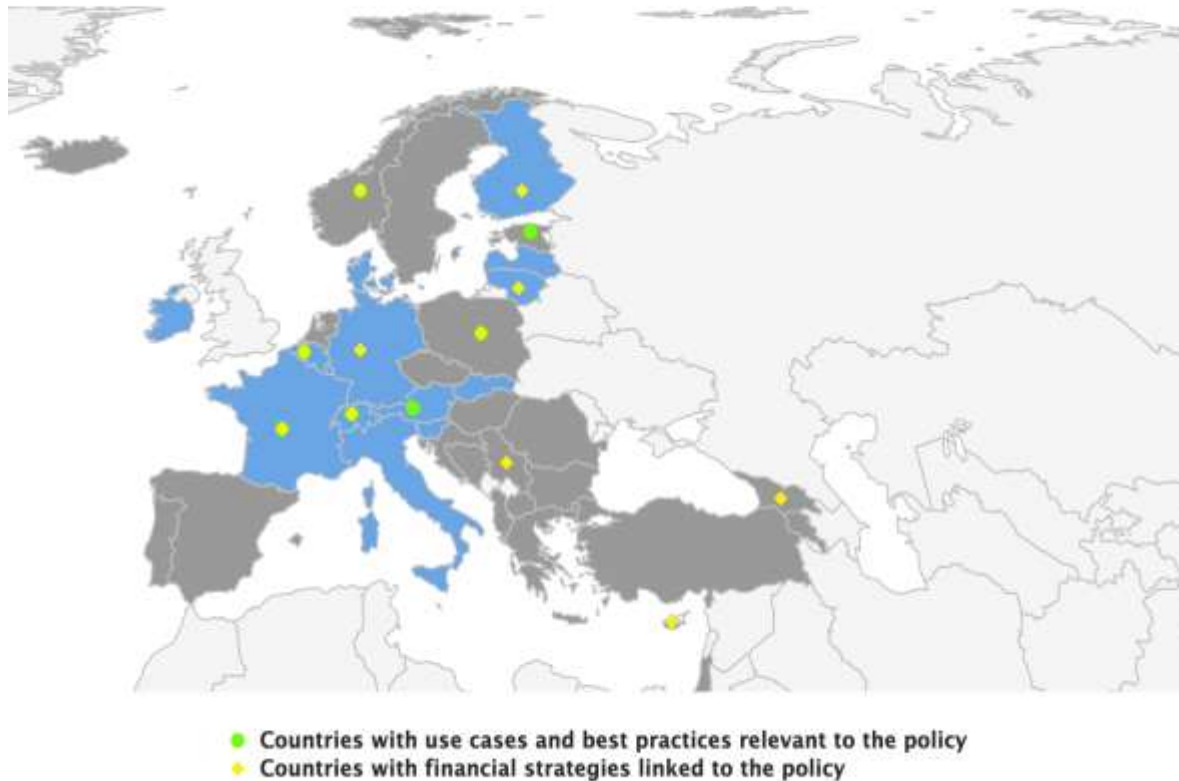 Countries with use cases and best practices relevant to the policy
Countries with financial strategies linked to the policy